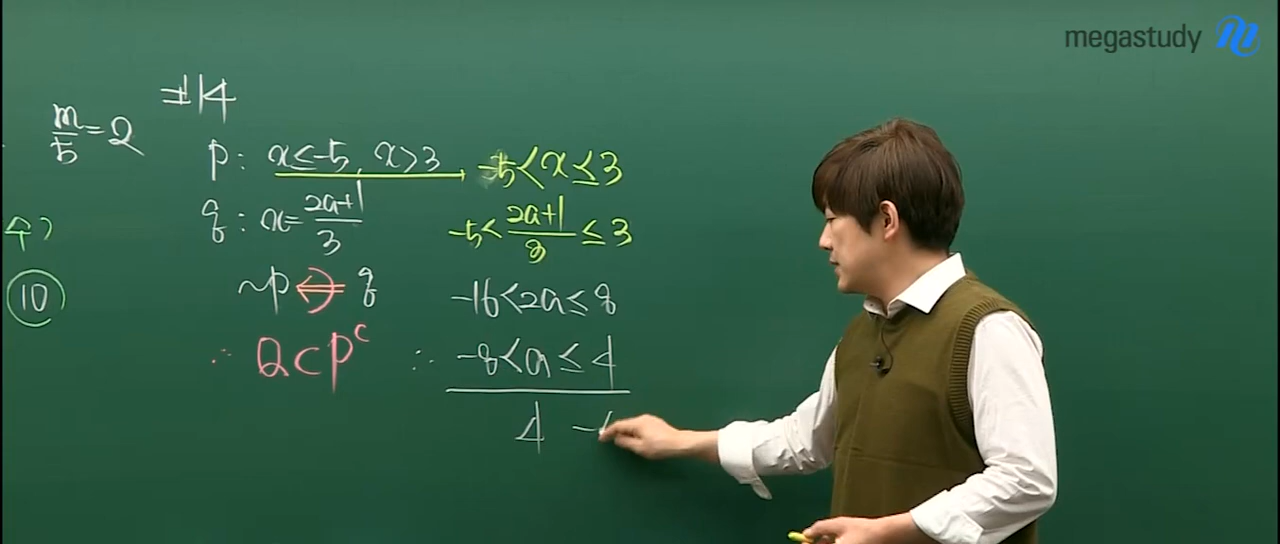 megastudy
m/5 = 2
±14
p: x≤-5, x>3 → -5<x≤3
q: x= (2a+1)/3
-5< (2a+1)/3 ≤3
~p ⇐ q
-16<2a≤8
∴ Q⊂P^c
∴ -8<a≤4
4 -
수)
⑩